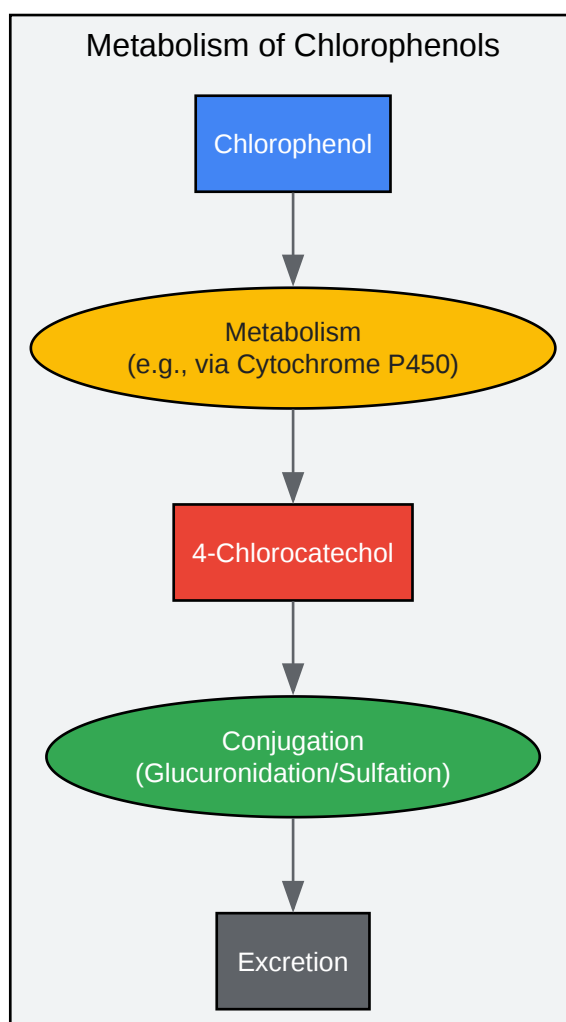 Metabolism of Chlorophenols
Chlorophenol
Metabolism
(e.g., via Cytochrome P450)
4-Chlorocatechol
Conjugation
(Glucuronidation/Sulfation)
Excretion